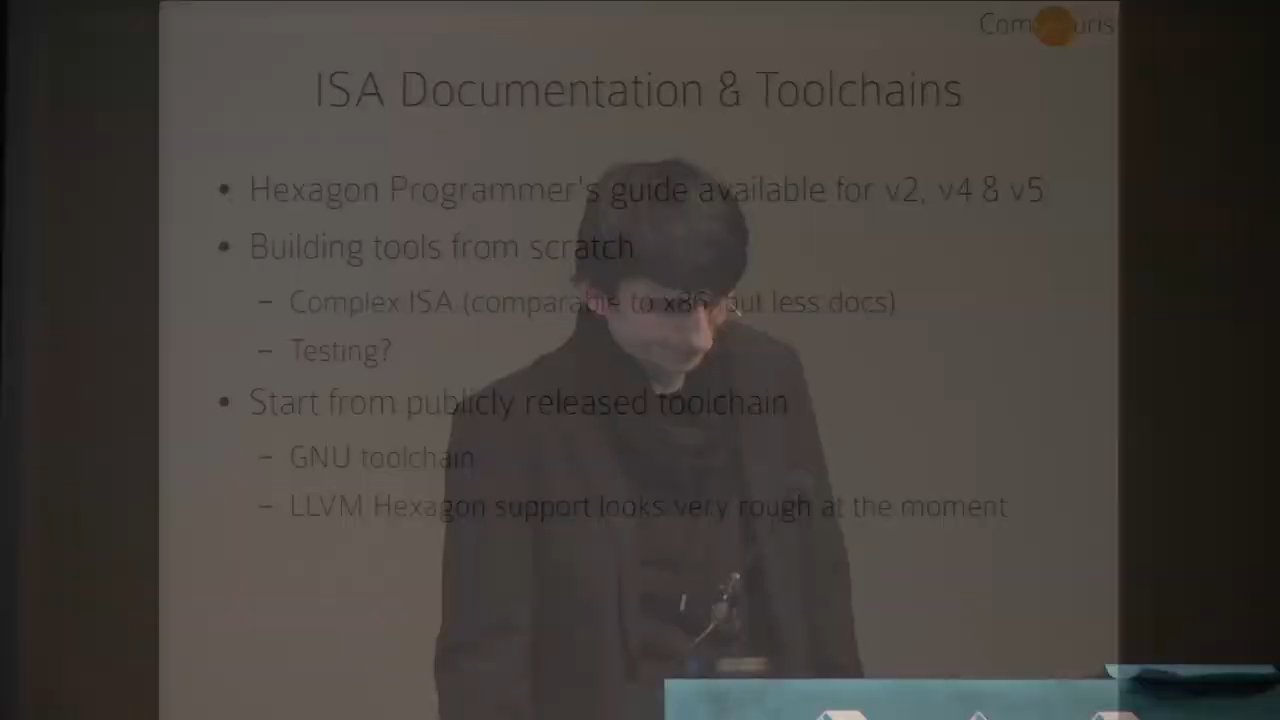 ISA Documentation & Toolchains
• Hexagon Programmer's guide available for v2, v4 & v5
• Building tools from scratch
– Complex ISA (comparable to x86 but less docs)
– Testing?
• Start from publicly released toolchain
– GNU toolchain
– LLVM Hexagon support looks very rough at the moment